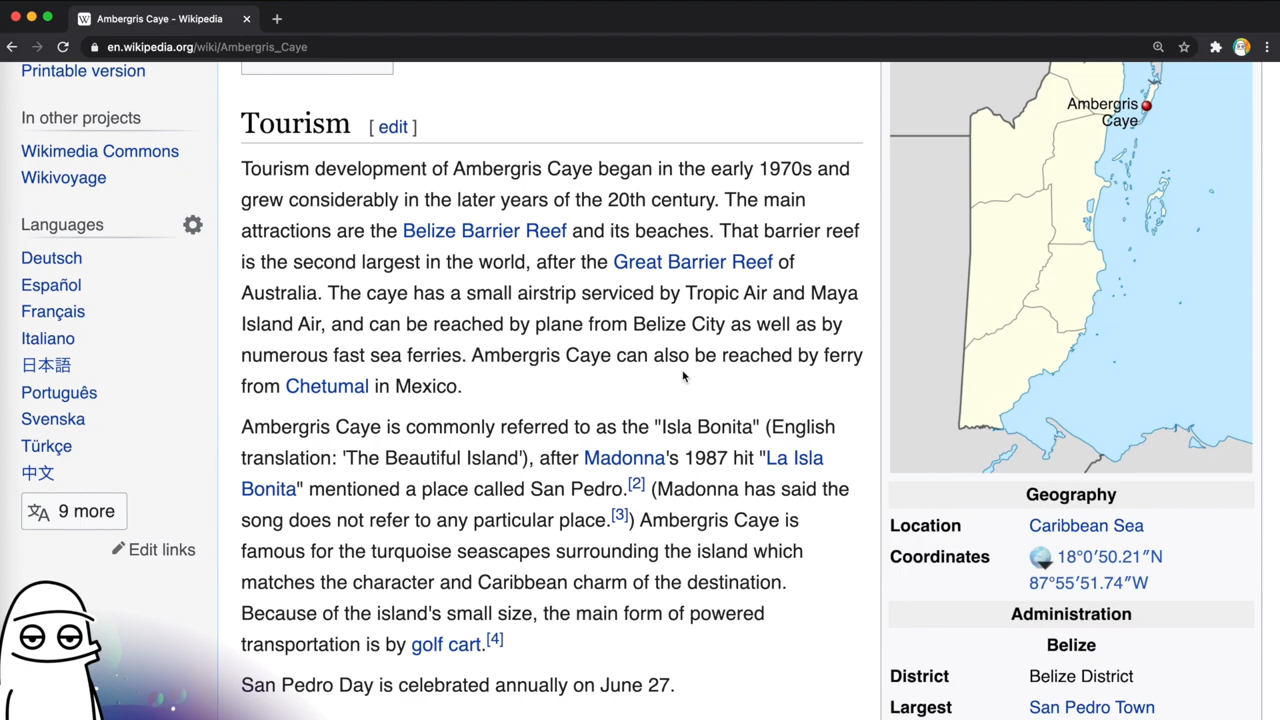 Ambergris Caye - Wikipedia
en.wikipedia.org/wiki/Ambergris_Caye
Printable version
In other projects
Wikimedia Commons
Wikivoyage
Languages
Deutsch
Español
Français
Italiano
日本語
Português
Svenska
Türkçe
中文
9 more
Edit links
Tourism [ edit ]
Tourism development of Ambergris Caye began in the early 1970s and
grew considerably in the later years of the 20th century. The main
attractions are the Belize Barrier Reef and its beaches. That barrier reef
is the second largest in the world, after the Great Barrier Reef of
Australia. The caye has a small airstrip serviced by Tropic Air and Maya
Island Air, and can be reached by plane from Belize City as well as by
numerous fast sea ferries. Ambergris Caye can also be reached by ferry
from Chetumal in Mexico.
Ambergris Caye is commonly referred to as the "Isla Bonita" (English
translation: 'The Beautiful Island'), after Madonna's 1987 hit "La Isla
Bonita" mentioned a place called San Pedro.[2] (Madonna has said the
song does not refer to any particular place.[3]) Ambergris Caye is
famous for the turquoise seascapes surrounding the island which
matches the character and Caribbean charm of the destination.
Because of the island's small size, the main form of powered
transportation is by golf cart.[4]
San Pedro Day is celebrated annually on June 27.
Ambergris
Caye
Geography
Location Caribbean Sea
Coordinates 18°0′50.21″N
87°55′51.74″W
Administration
Belize
District Belize District
Largest San Pedro Town